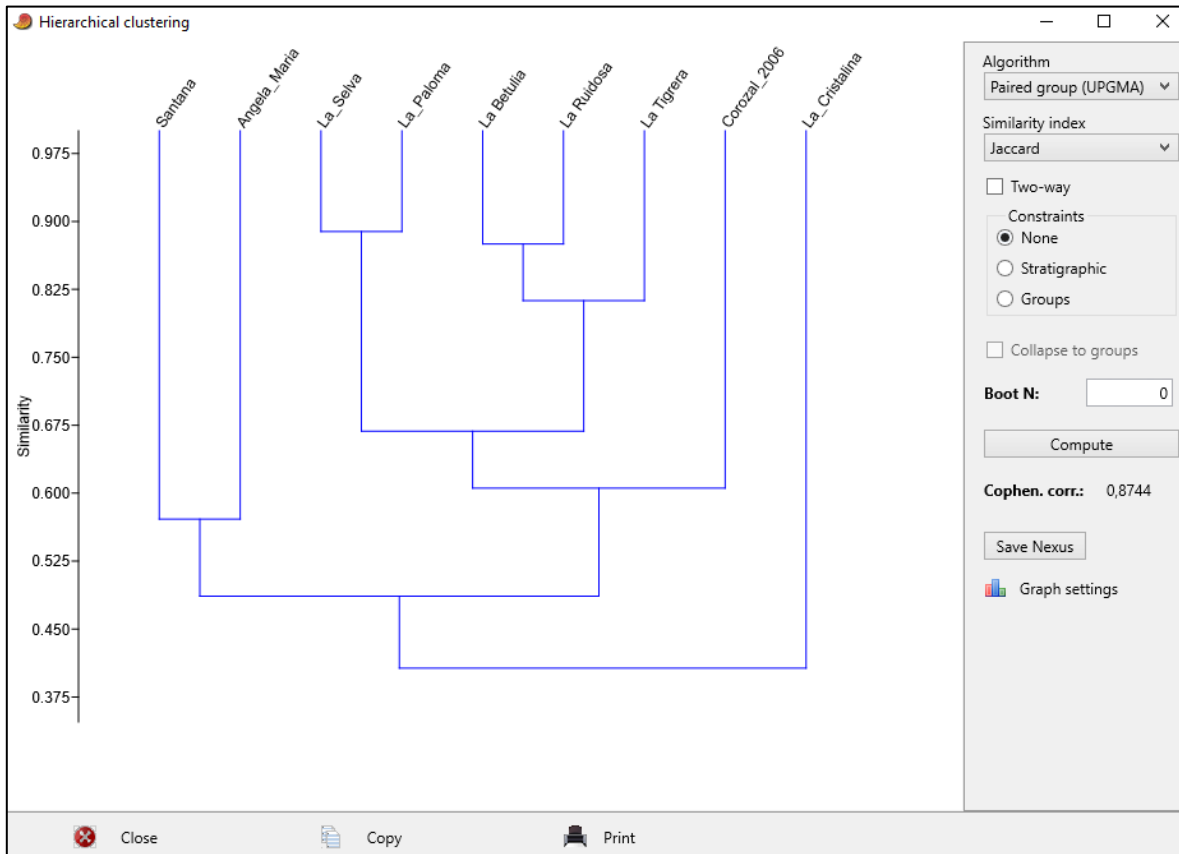 Hierarchical clustering
Santana
Angela_Maria
La_Selva
La_Paloma
La Betulia
La Ruidosa
La Tigrera
Corozal_2006
La_Cristalina
0.975
0.900
0.825
0.750
0.675
0.600
0.525
0.450
0.375
Similarity
Algorithm
Paired group (UPGMA)
Similarity index
Jaccard
Two-way
Constraints
None
Stratigraphic
Groups
Collapse to groups
Boot N: 0
Compute
Cophen. corr.: 0,8744
Save Nexus
Graph settings
Close Copy Print